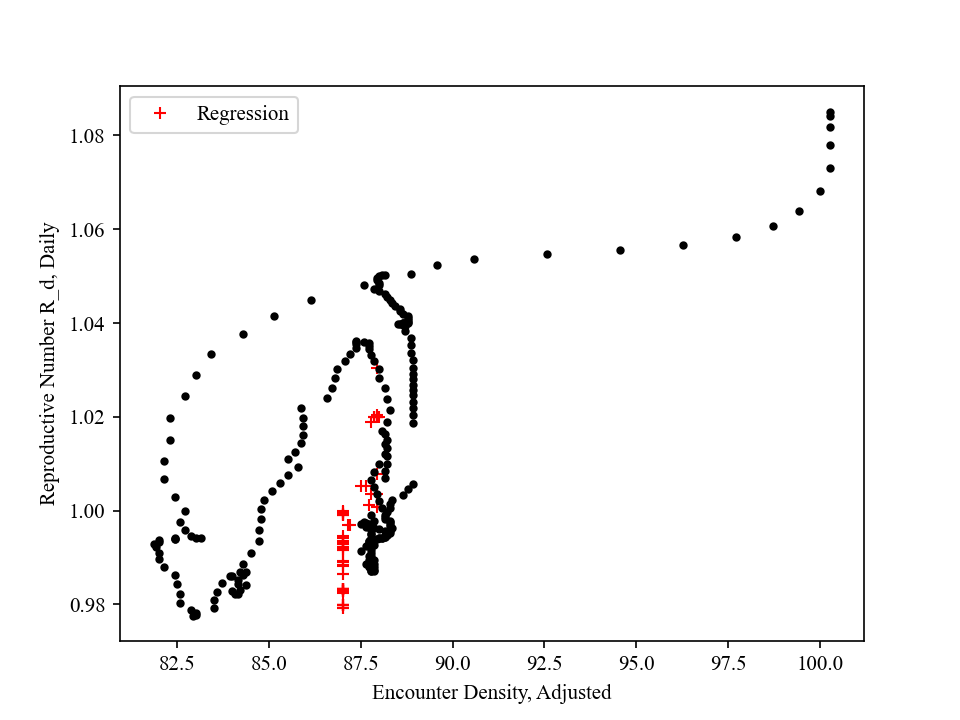 Regression
1.08
1.06
1.04
1.02
1.00
0.98
Reproductive Number R_d, Daily
82.5 85.0 87.5 90.0 92.5 95.0 97.5 100.0
Encounter Density, Adjusted